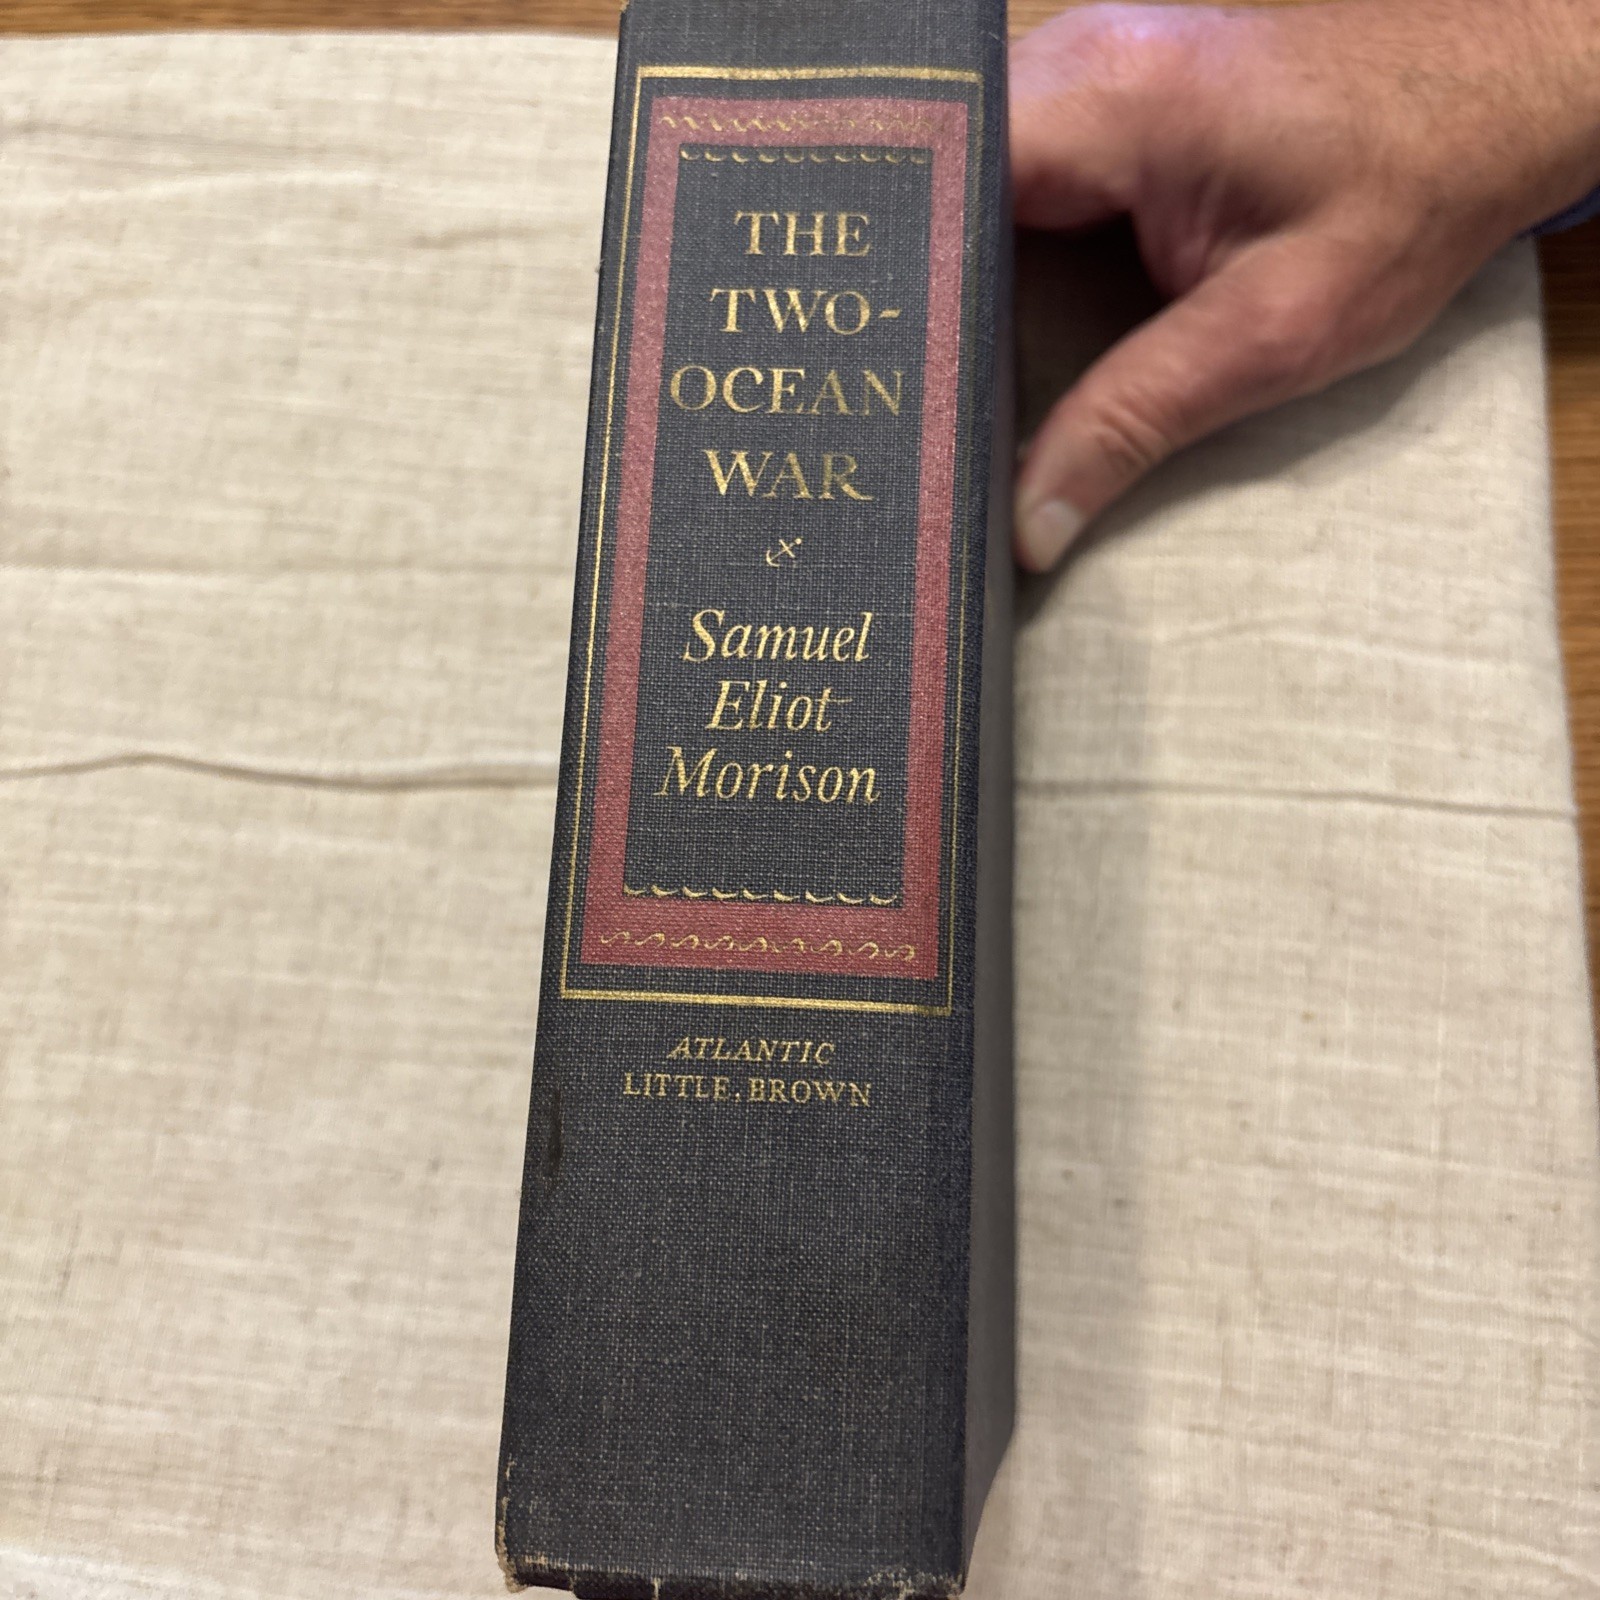 THE
TWO-
OCEAN
WAR
Samuel
Eliot
Morison
ATLANTIC
LITTLE, BROWN